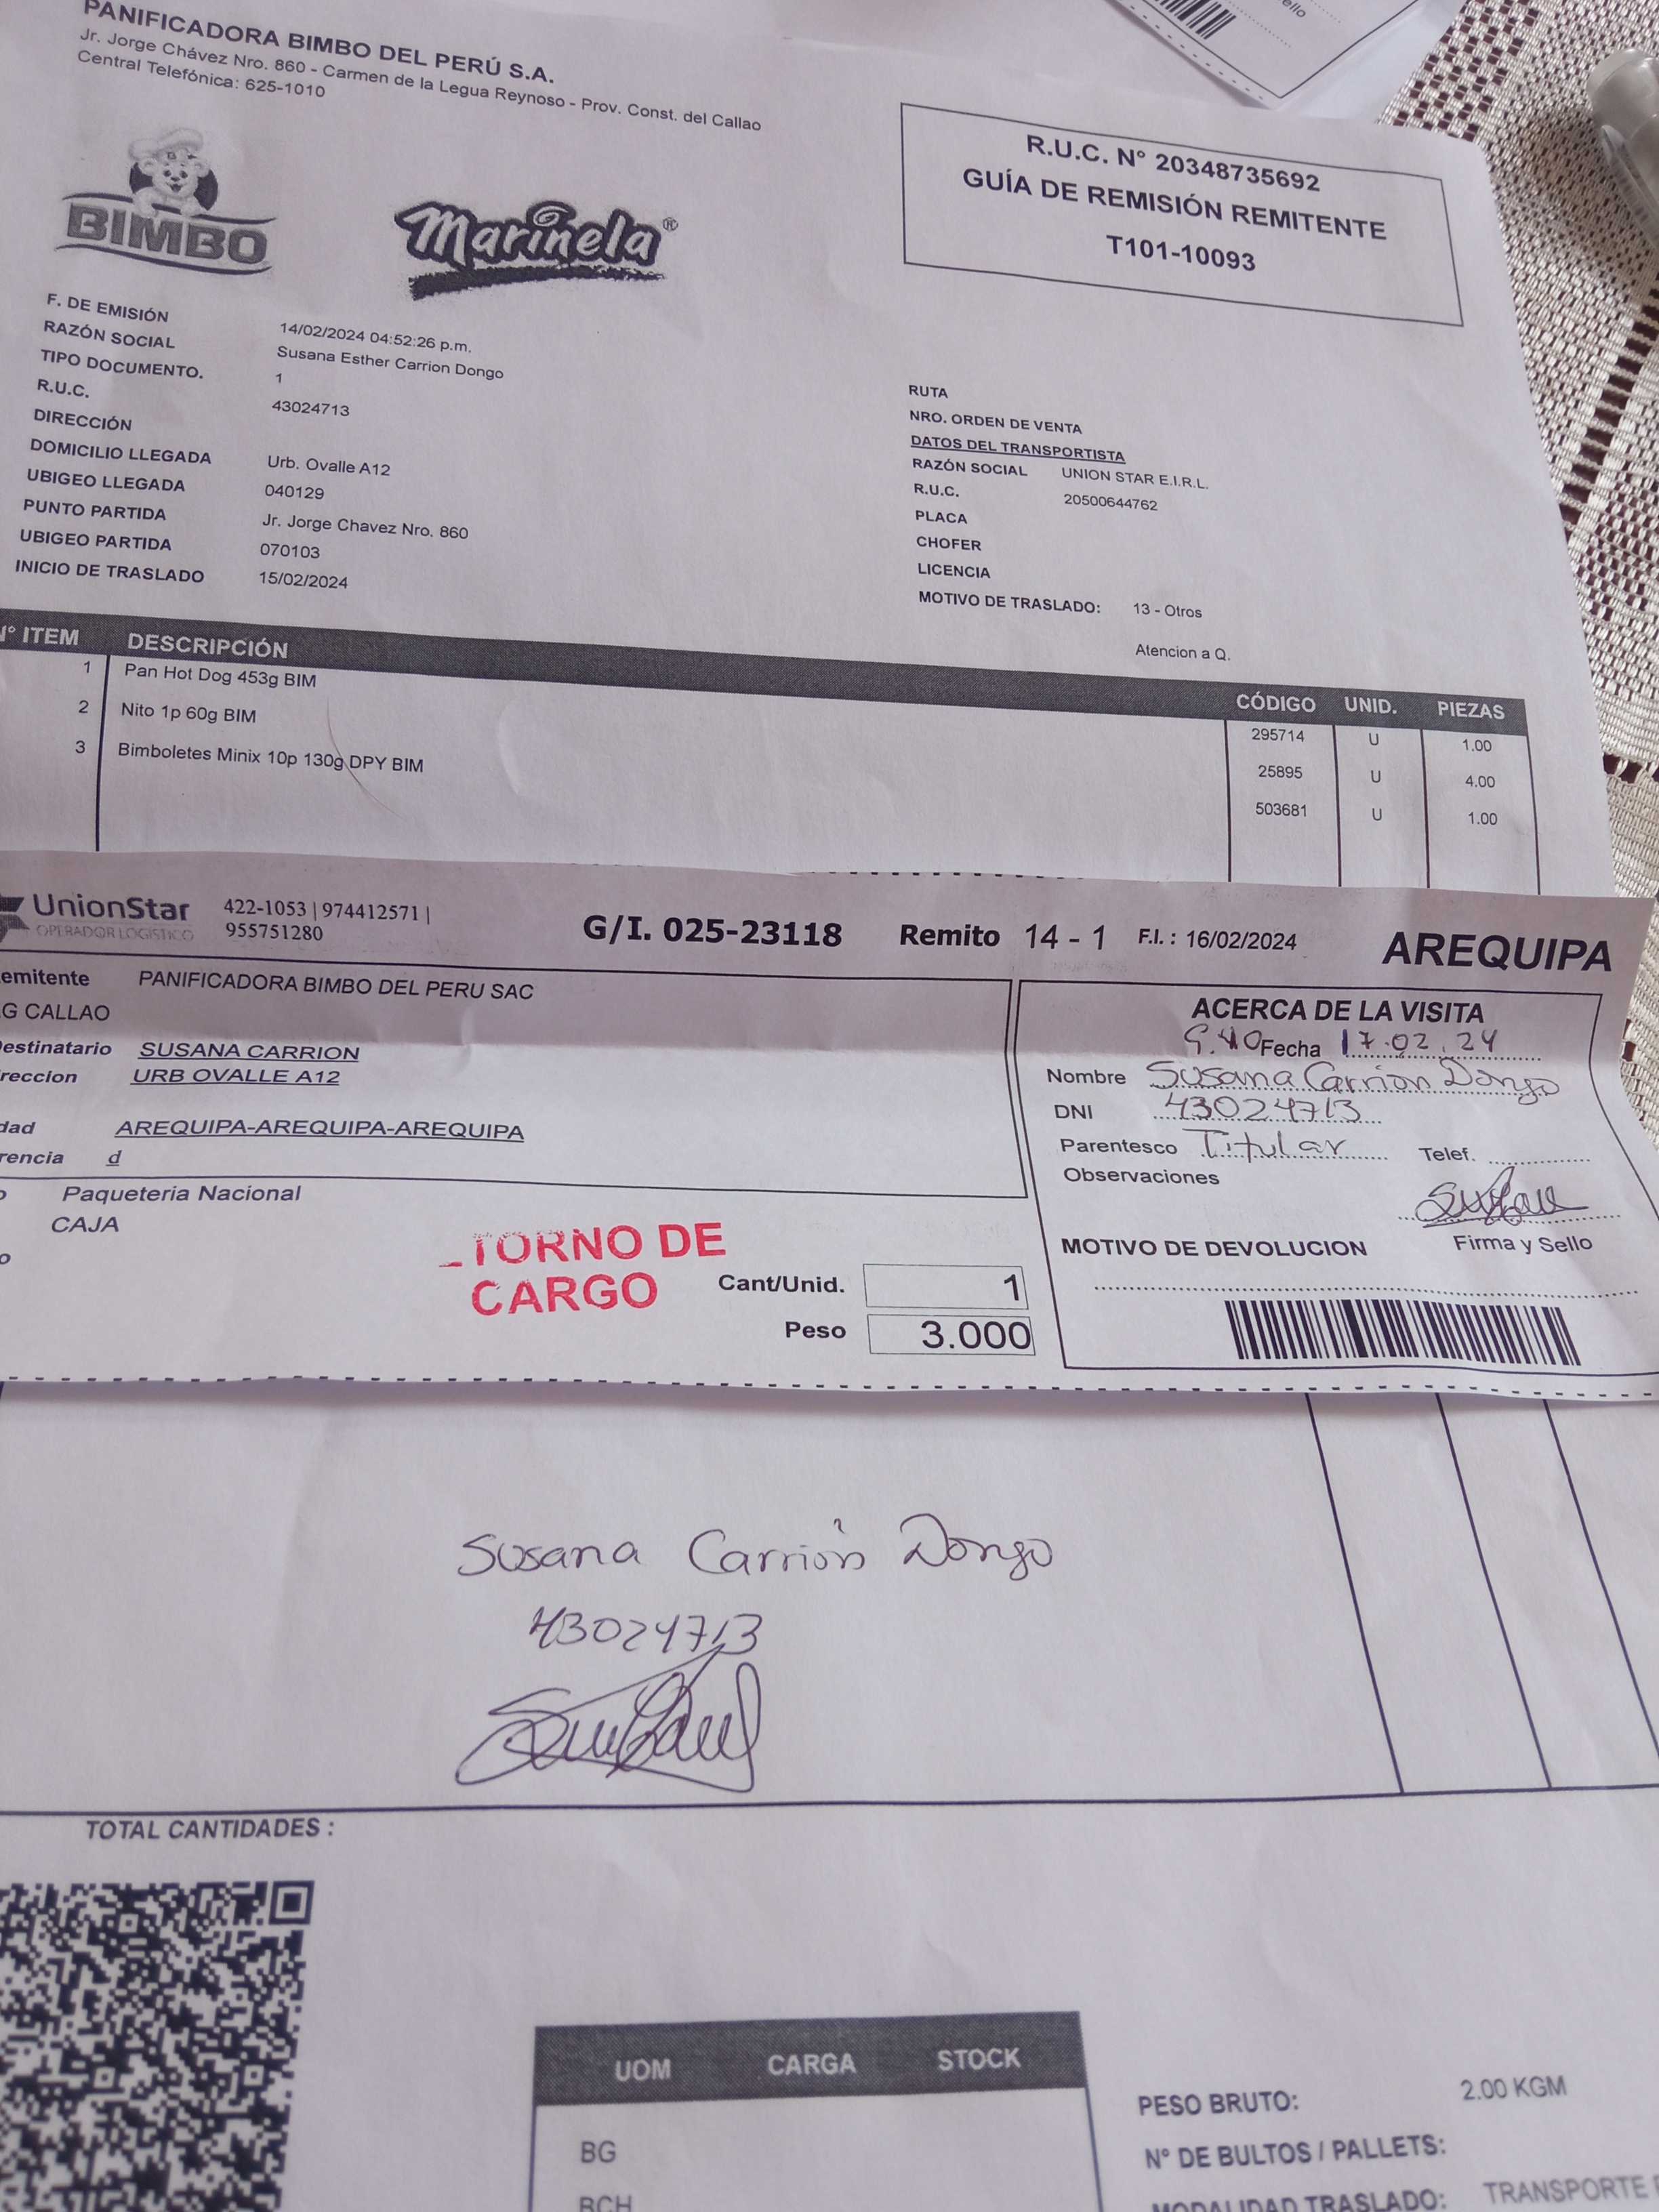 PANIFICADORA BIMBO DEL PERÚ S.A.
Jr. Jorge Chávez Nro. 860 - Carmen de la Legua Reynoso - Prov. Const. del Callao
Central Telefónica: 625-1010
BIMBO
Marinela®
R.U.C. N° 20348735692
GUÍA DE REMISIÓN REMITENTE
T101-10093
F. DE EMISIÓN 14/02/2024 04:52:26 p.m.
RAZÓN SOCIAL Susana Esther Carrion Dongo
TIPO DOCUMENTO. 1
R.U.C. 43024713
DIRECCIÓN
DOMICILIO LLEGADA Urb. Ovalle A12
UBIGEO LLEGADA 040129
PUNTO PARTIDA Jr. Jorge Chavez Nro. 860
UBIGEO PARTIDA 070103
INICIO DE TRASLADO 15/02/2024
RUTA
NRO. ORDEN DE VENTA
DATOS DEL TRANSPORTISTA
RAZÓN SOCIAL UNION STAR E.I.R.L.
R.U.C. 20500644762
PLACA
CHOFER
LICENCIA
MOTIVO DE TRASLADO: 13 - Otros
Atencion a Q.
N° ITEM DESCRIPCIÓN CÓDIGO UNID. PIEZAS
1 Pan Hot Dog 453g BIM 295714 U 1.00
2 Nito 1p 60g BIM 25895 U 4.00
3 Bimboletes Minix 10p 130g DPY BIM 503681 U 1.00
UnionStar
OPERADOR LOGÍSTICO
422-1053 | 974412571 |
955751280
G/I. 025-23118 Remito 14 - 1 F.I. : 16/02/2024 AREQUIPA
emitente PANIFICADORA BIMBO DEL PERU SAC
G CALLAO
estinatario SUSANA CARRION
reccion URB OVALLE A12
dad AREQUIPA-AREQUIPA-AREQUIPA
rencia d
Paqueteria Nacional
CAJA
TORNO DE
CARGO
Cant/Unid. 1
Peso 3.000
ACERCA DE LA VISITA
9.40 Fecha 17.02.24
Nombre Susana Carrion Dongo
DNI 43024713
Parentesco Titular Telef.
Observaciones
Firma y Sello
MOTIVO DE DEVOLUCION
Susana Carrión Dongo
43024713
TOTAL CANTIDADES :
UOM CARGA STOCK
BG
BCH
PESO BRUTO: 2.00 KGM
N° DE BULTOS / PALLETS:
MODALIDAD TRASLADO: TRANSPORTE